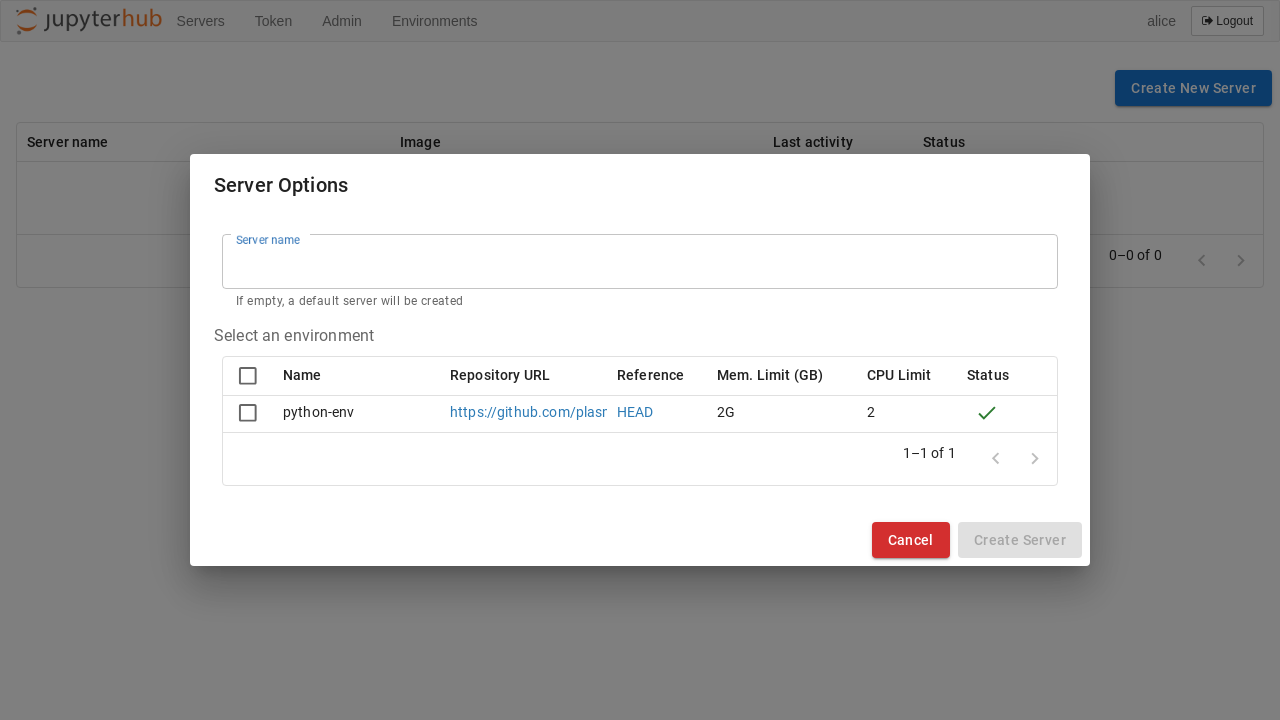 jupyterhub Servers Token Admin Environments alice Logout
Create New Server
Server name Image Last activity Status
Server Options
Server name
0–0 of 0
If empty, a default server will be created
Select an environment
Name Repository URL Reference Mem. Limit (GB) CPU Limit Status
python-env https://github.com/plasr HEAD 2G 2
1–1 of 1
Cancel Create Server